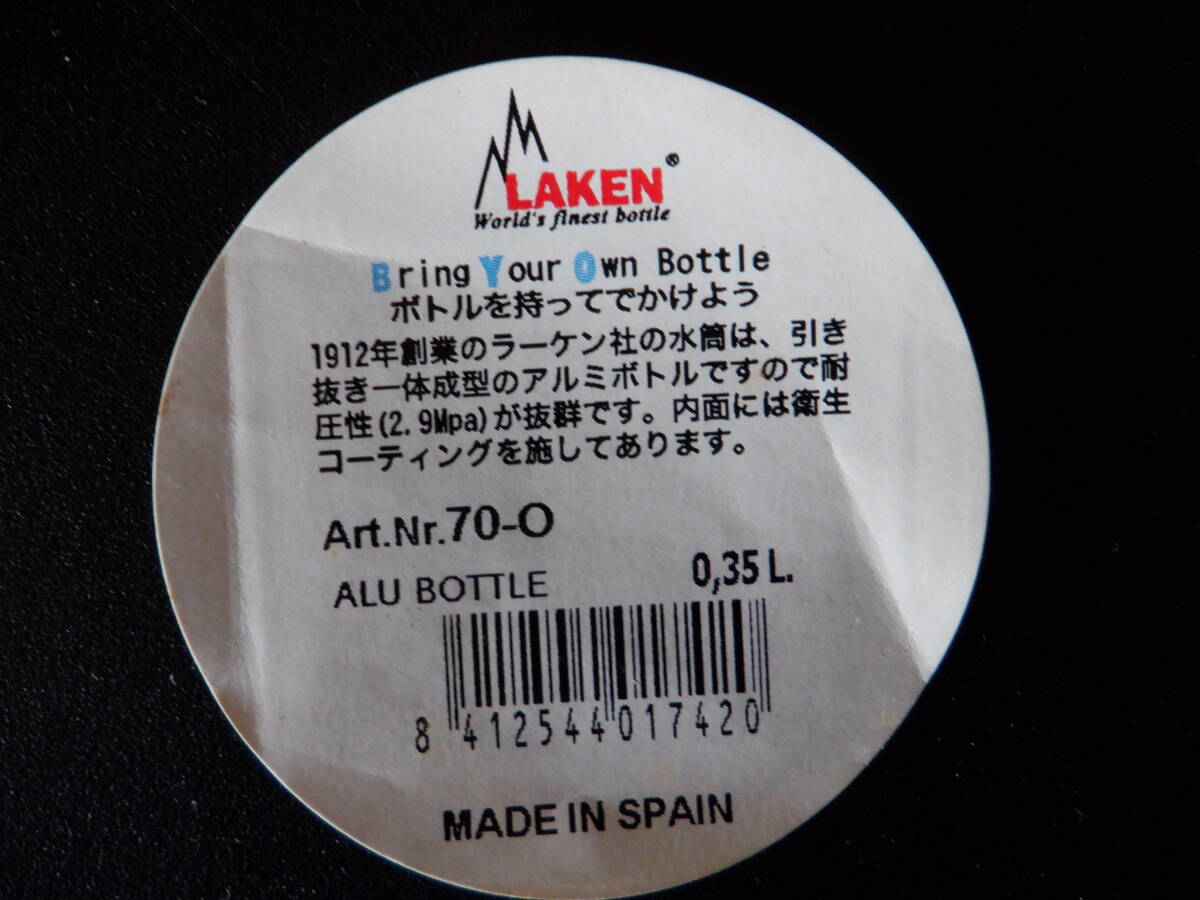 LAKEN®
World's finest bottle
Bring Your Own Bottle
ボトルを持ってでかけよう
1912年創業のラーケン社の水筒は、引き
抜き一体成型のアルミボトルですので耐
圧性(2.9Mpa)が抜群です。内面には衛生
コーティングを施してあります。
Art.Nr.70-O
ALU BOTTLE 0,35 L.
8 412544 017420
MADE IN SPAIN